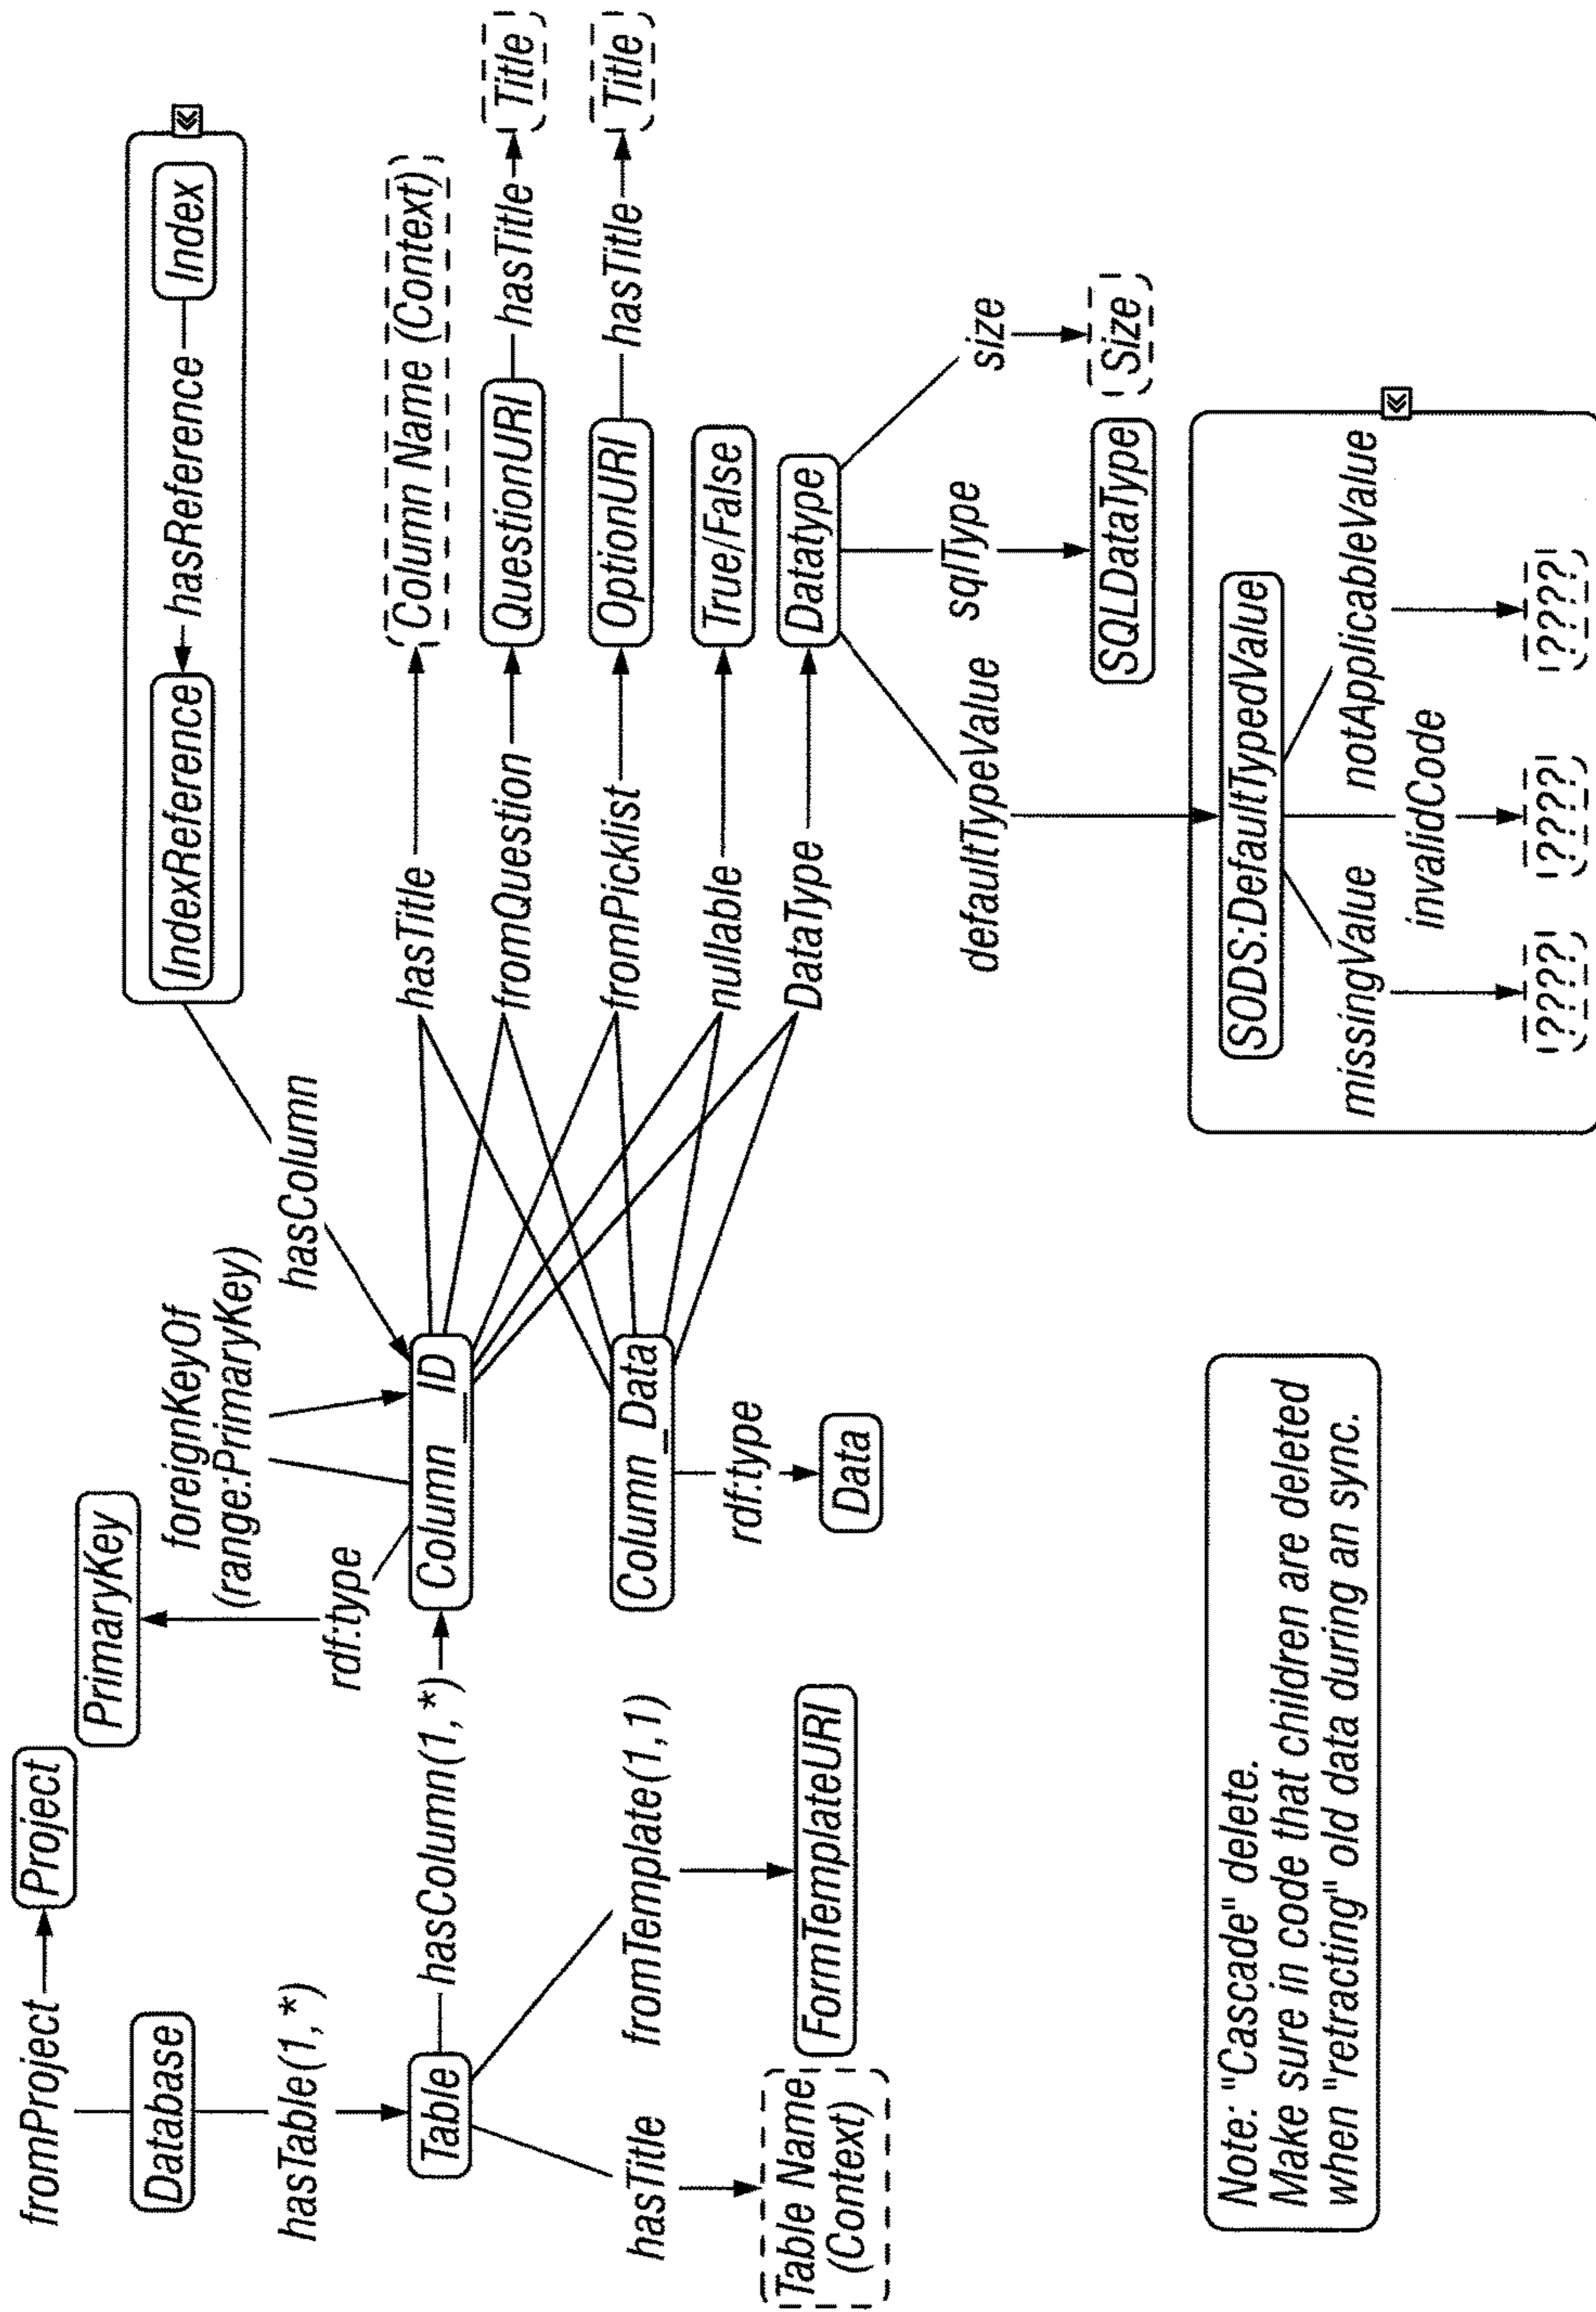 fromProject
Project
PrimaryKey
Database
hasTable(1,*)
foreignKeyOf
(range:PrimaryKey)
rdf:type
hasColumn
IndexReference
hasReference
Index
Table
hasColumn(1,*)
Column_ID
hasTitle
Column Name (Context)
fromQuestion
QuestionURI
hasTitle
Title
hasTitle
fromTemplate(1,1)
Column_Data
fromPicklist
OptionURI
hasTitle
Title
nullable
True/False
rdf:type
Table Name
(Context)
FormTemplateURI
Data
DataType
Datatype
defaultTypeValue
sqlType
size
SQLDataType
Size
Note: "Cascade" delete.
Make sure in code that children are deleted
when "retracting" old data during an sync.
SODS:DefaultTypedValue
missingValue
notApplicableValue
invalidCode
?????
?????
?????